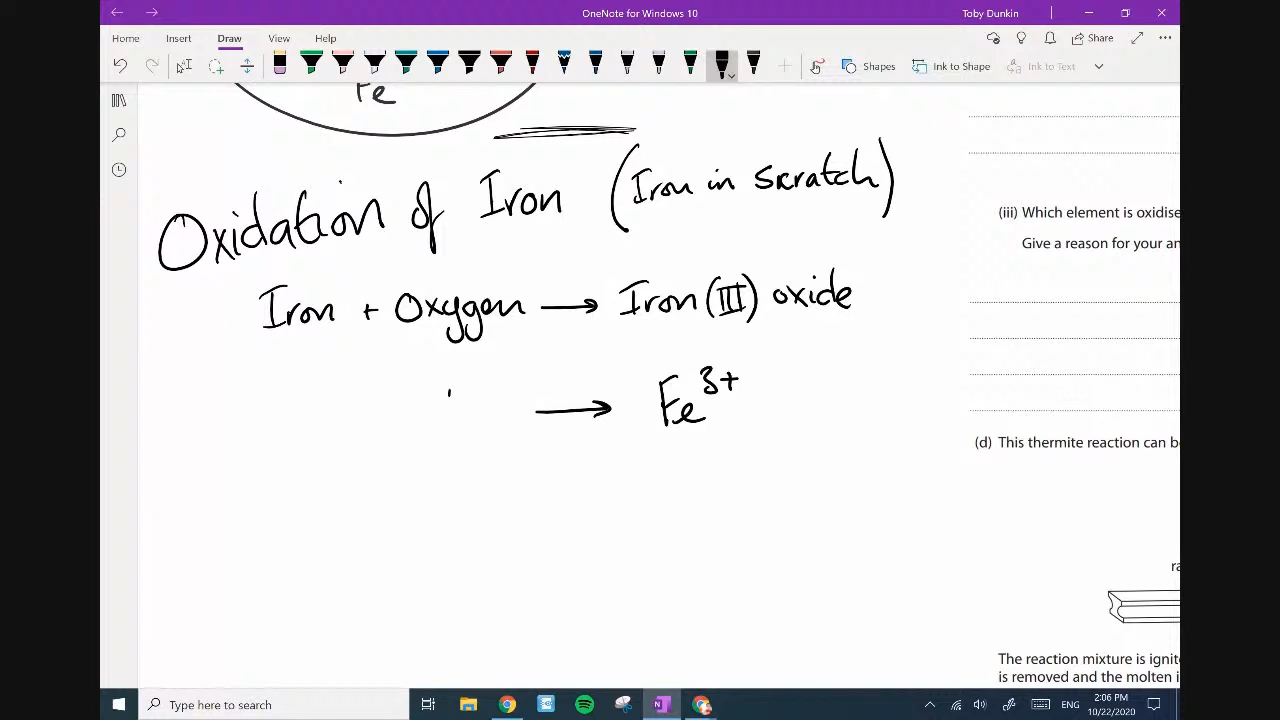 OneNote for Windows 10
Toby Dunkin
Home Insert Draw View Help
Share
Shapes Ink to Shape Ink to Text
Fe
Oxidation of Iron (Iron in scratch)
Iron + Oxygen → Iron (III) oxide
→ Fe³⁺
(iii) Which element is oxidise
Give a reason for your an
(d) This thermite reaction can be
ra
The reaction mixture is ignit
is removed and the molten i
Type here to search
ENG
2:06 PM
10/22/2020